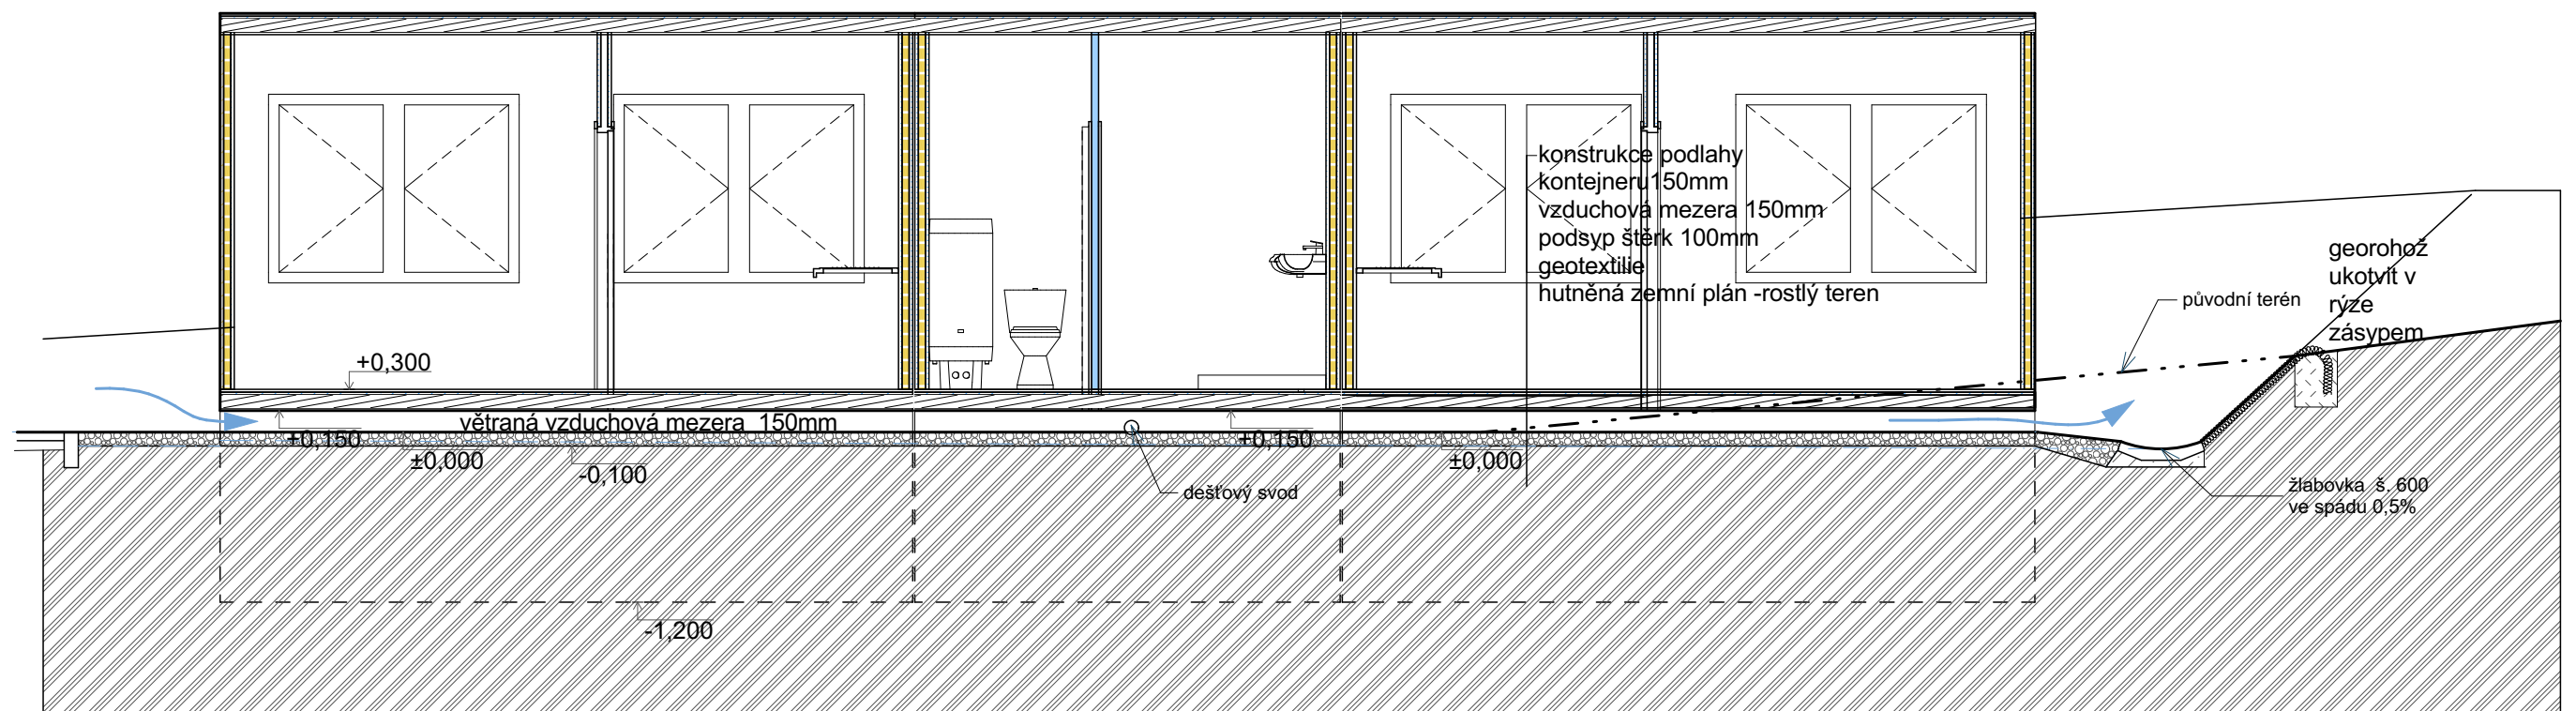 konstrukce podlahy
kontejneru150mm
vzduchová mezera 150mm
podsyp štěrk 100mm
geotextilie
hutněná zemní plán -rostlý teren
georohož
ukotvit v
rýze
zásypem
původní terén
+0,300
větraná vzduchová mezera 150mm
+0,150
+0,150
±0,000
±0,000
-0,100
dešťový svod
žlabovka š. 600
ve spádu 0,5%
-1,200